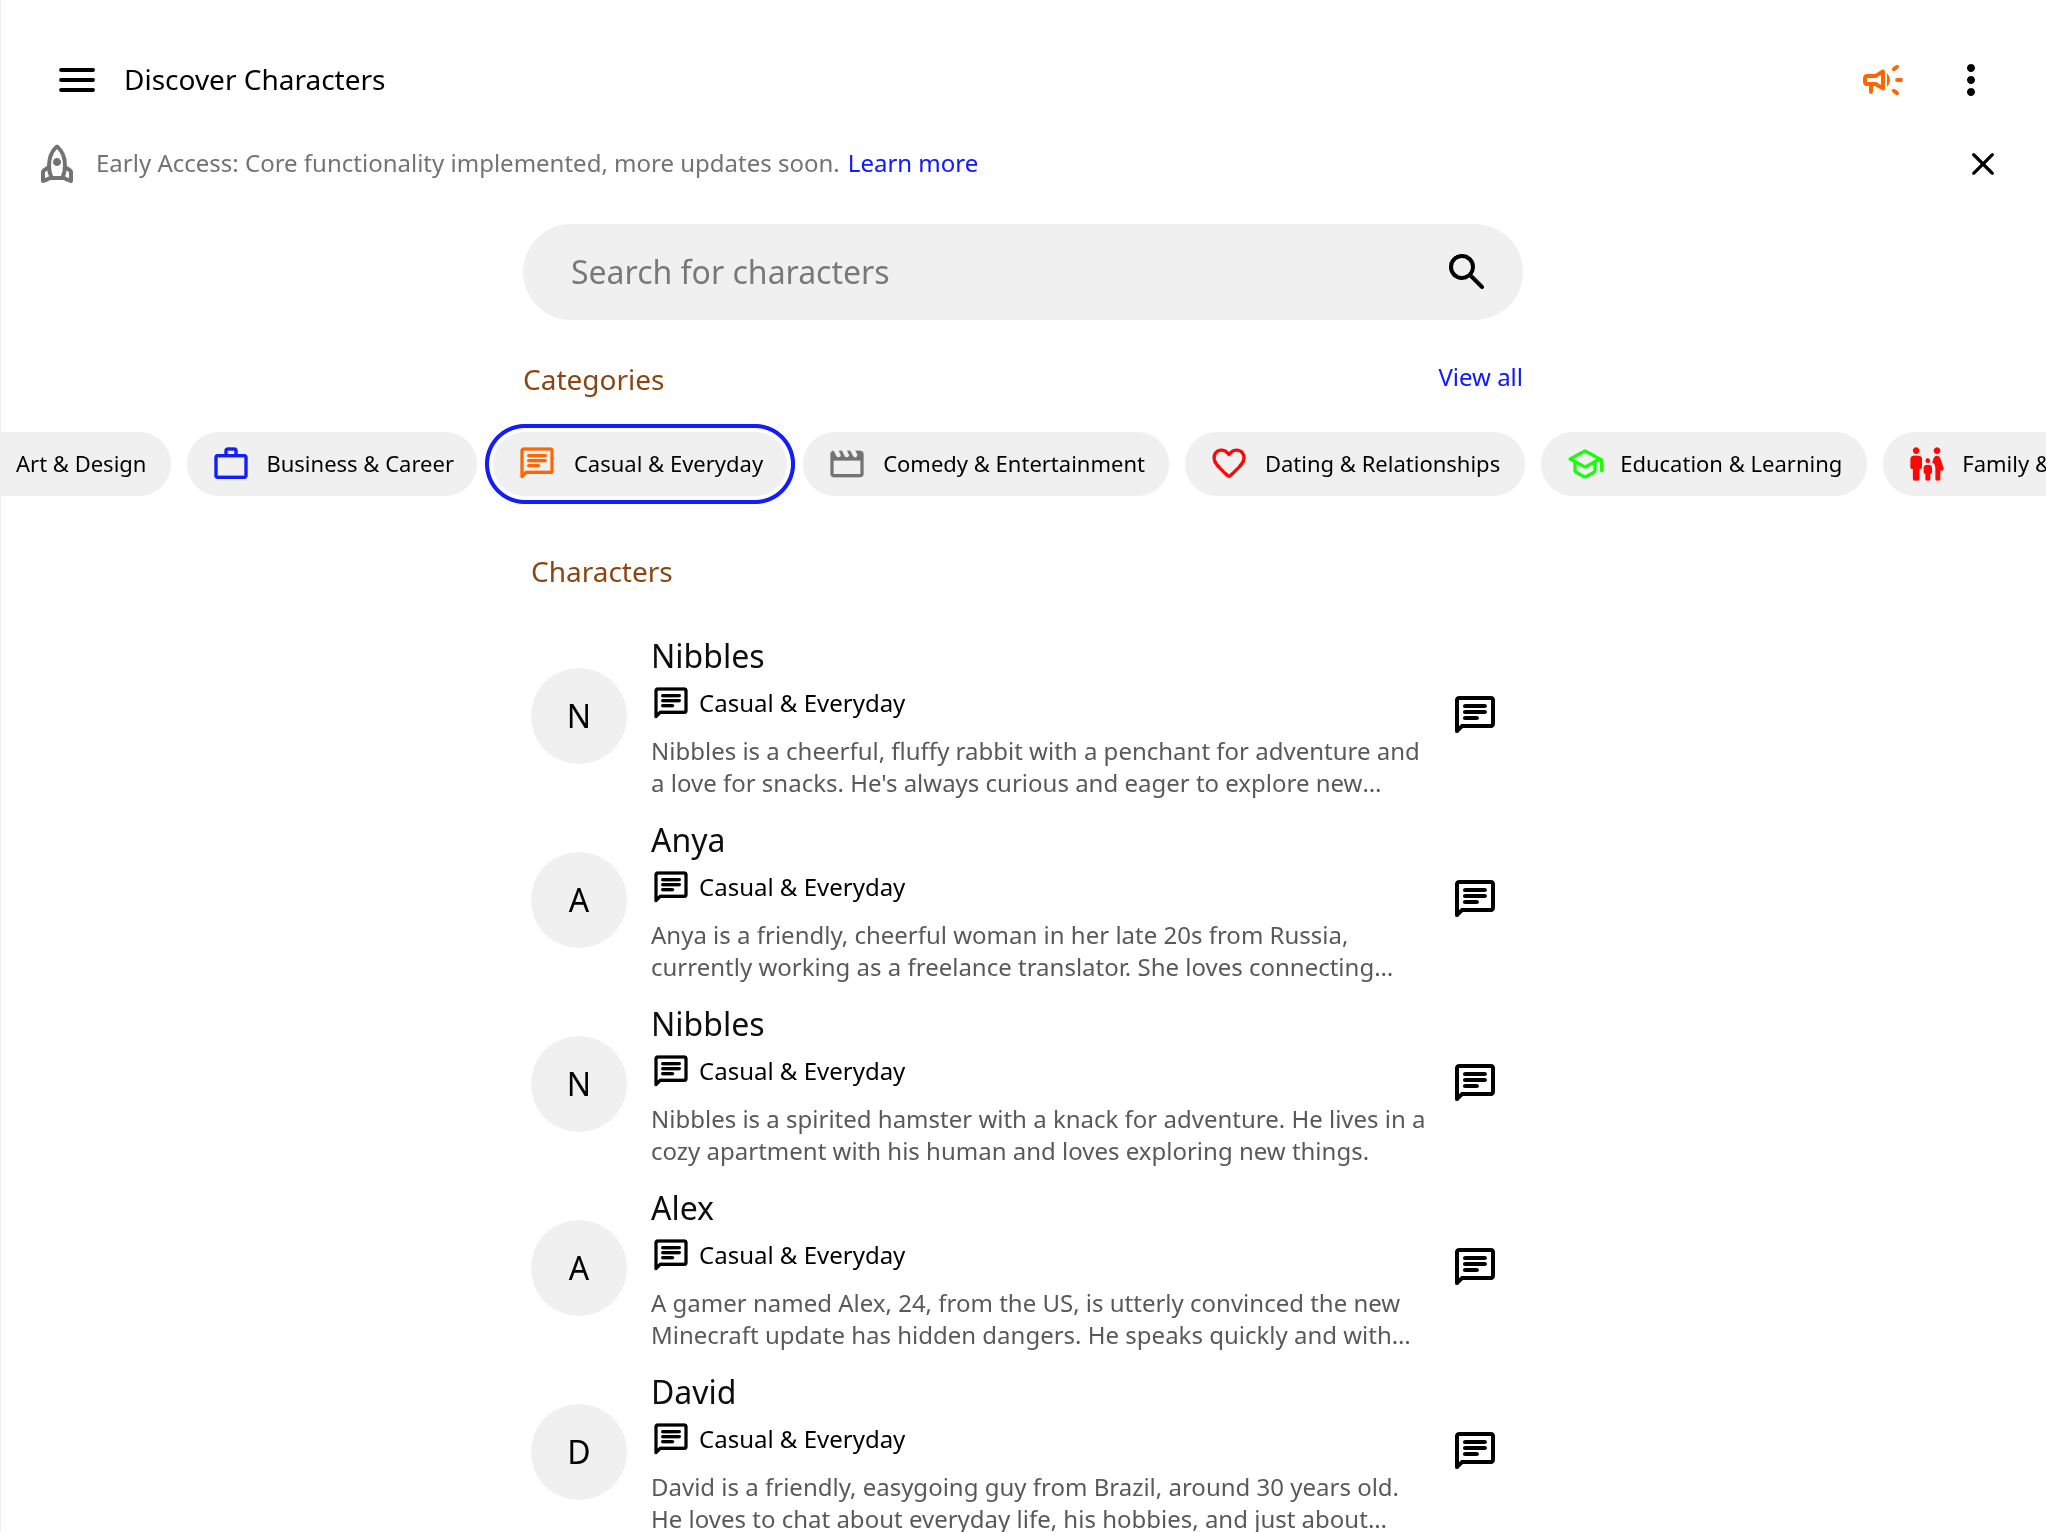 Discover Characters
Early Access: Core functionality implemented, more updates soon. Learn more
Search for characters
Categories
View all
Art & Design
Business & Career
Casual & Everyday
Comedy & Entertainment
Dating & Relationships
Education & Learning
Family &
Characters
N
Nibbles
Casual & Everyday
Nibbles is a cheerful, fluffy rabbit with a penchant for adventure and
a love for snacks. He's always curious and eager to explore new...
A
Anya
Casual & Everyday
Anya is a friendly, cheerful woman in her late 20s from Russia,
currently working as a freelance translator. She loves connecting...
N
Nibbles
Casual & Everyday
Nibbles is a spirited hamster with a knack for adventure. He lives in a
cozy apartment with his human and loves exploring new things.
A
Alex
Casual & Everyday
A gamer named Alex, 24, from the US, is utterly convinced the new
Minecraft update has hidden dangers. He speaks quickly and with...
D
David
Casual & Everyday
David is a friendly, easygoing guy from Brazil, around 30 years old.
He loves to chat about everyday life, his hobbies, and just about...